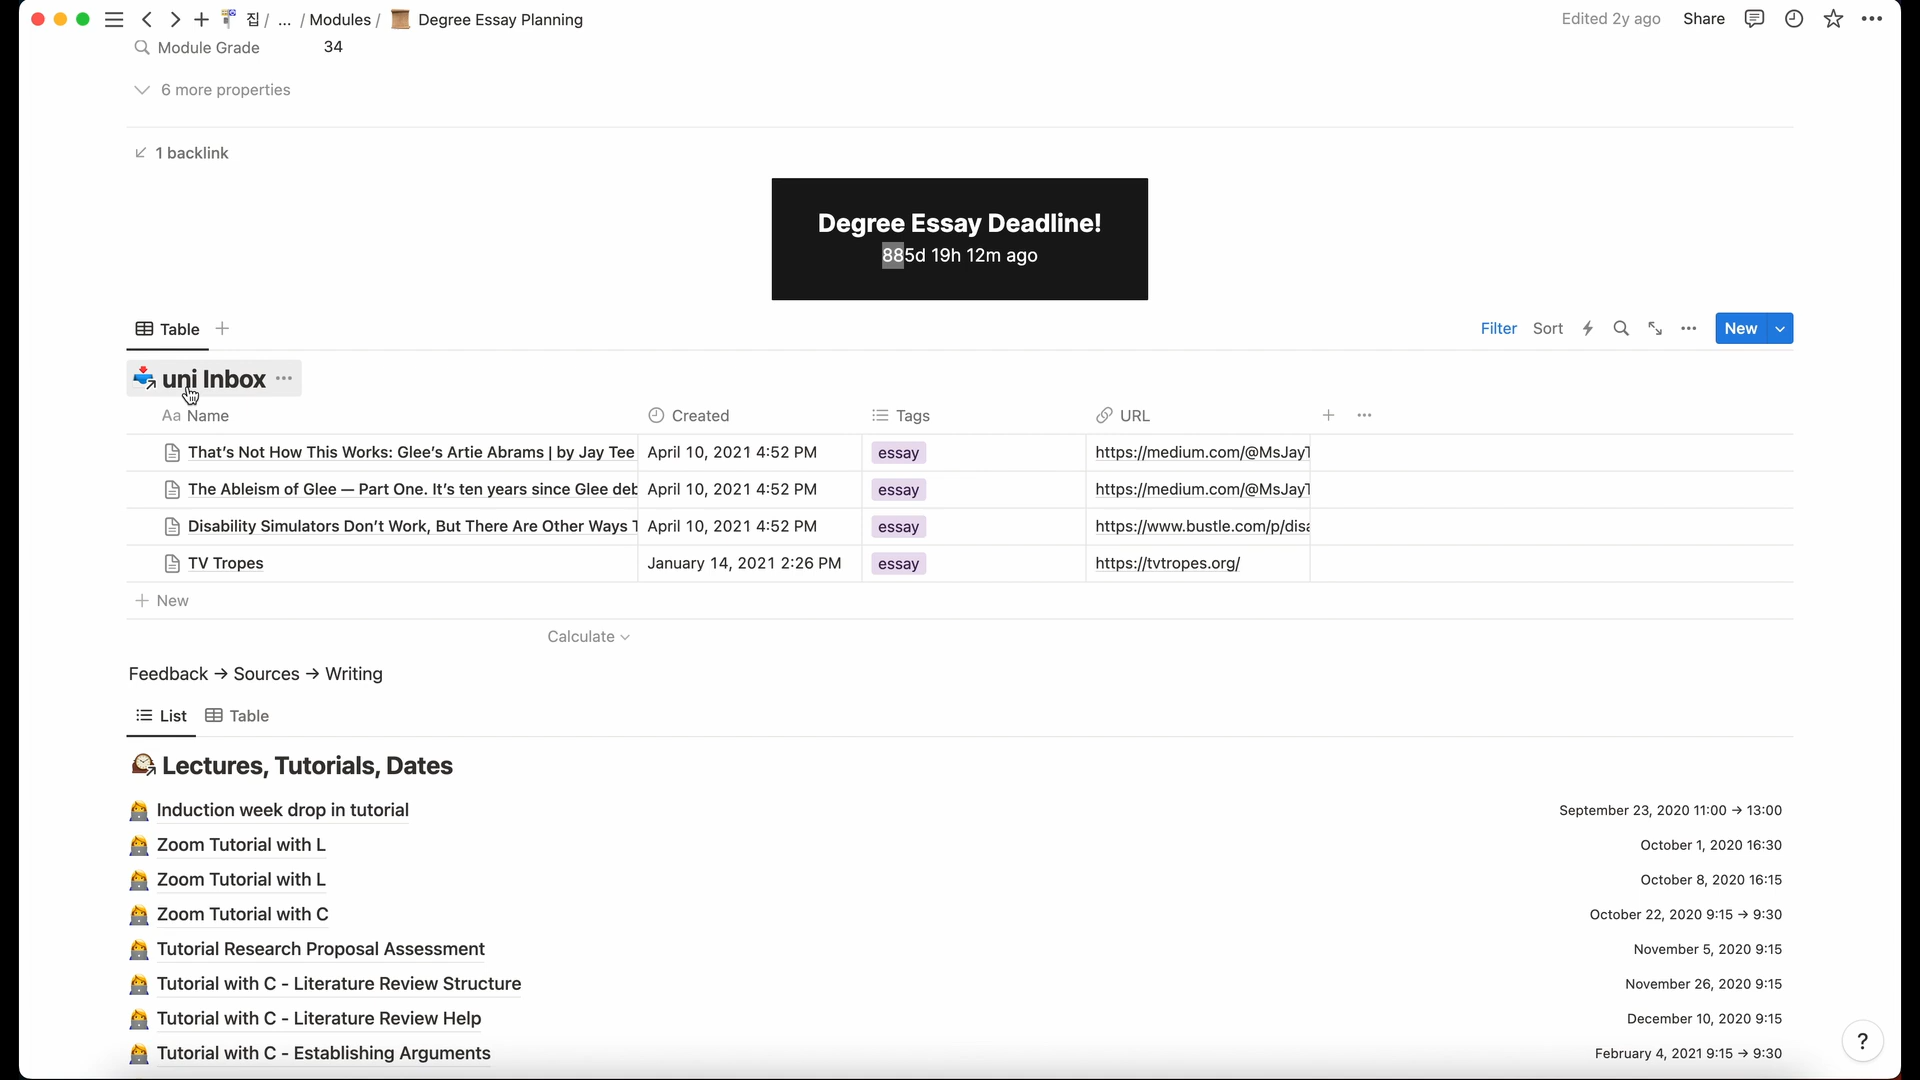 집 / ... / Modules / Degree Essay Planning
Edited 2y ago Share
Module Grade 34
6 more properties
1 backlink
Degree Essay Deadline!
885d 19h 12m ago
Table
Filter Sort New
uni Inbox
Aa Name Created Tags URL
That's Not How This Works: Glee's Artie Abrams | by Jay Tee April 10, 2021 4:52 PM essay https://medium.com/@MsJayT
The Ableism of Glee — Part One. It's ten years since Glee deb April 10, 2021 4:52 PM essay https://medium.com/@MsJayT
Disability Simulators Don't Work, But There Are Other Ways T April 10, 2021 4:52 PM essay https://www.bustle.com/p/disa
TV Tropes January 14, 2021 2:26 PM essay https://tvtropes.org/
+ New
Calculate
Feedback → Sources → Writing
List Table
Lectures, Tutorials, Dates
Induction week drop in tutorial September 23, 2020 11:00 → 13:00
Zoom Tutorial with L October 1, 2020 16:30
Zoom Tutorial with L October 8, 2020 16:15
Zoom Tutorial with C October 22, 2020 9:15 → 9:30
Tutorial Research Proposal Assessment November 5, 2020 9:15
Tutorial with C - Literature Review Structure November 26, 2020 9:15
Tutorial with C - Literature Review Help December 10, 2020 9:15
Tutorial with C - Establishing Arguments February 4, 2021 9:15 → 9:30
?